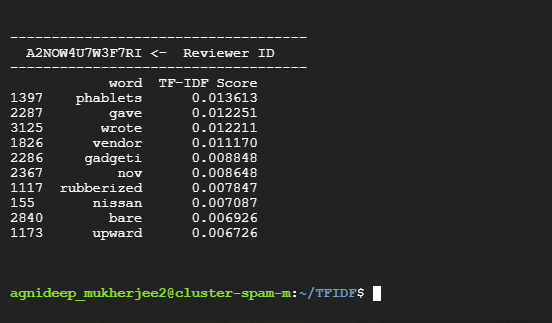 ------------------------------------
A2NOW4U7W3F7RI <-  Reviewer ID
------------------------------------
word  TF-IDF Score
1397    phablets      0.013613
2287        gave      0.012251
3125       wrote      0.012211
1826      vendor      0.011170
2286     gadgeti      0.008848
2367         nov      0.008648
1117  rubberized      0.007847
155       nissan      0.007087
2840        bare      0.006926
1173      upward      0.006726
agnideep_mukherjee2@cluster-spam-m:~/TFIDF$